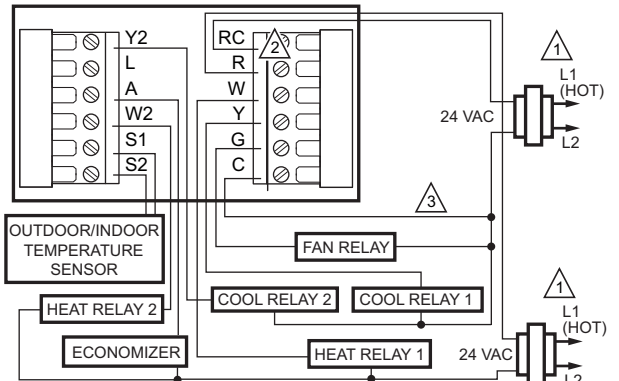 Y2
L
A
W2
S1
S2
RC
R
W
Y
G
C
2
1
L1
(HOT)
24 VAC
L2
3
OUTDOOR/INDOOR
TEMPERATURE
SENSOR
FAN RELAY
HEAT RELAY 2
COOL RELAY 2
COOL RELAY 1
1
L1
(HOT)
ECONOMIZER
HEAT RELAY 1
24 VAC
L2